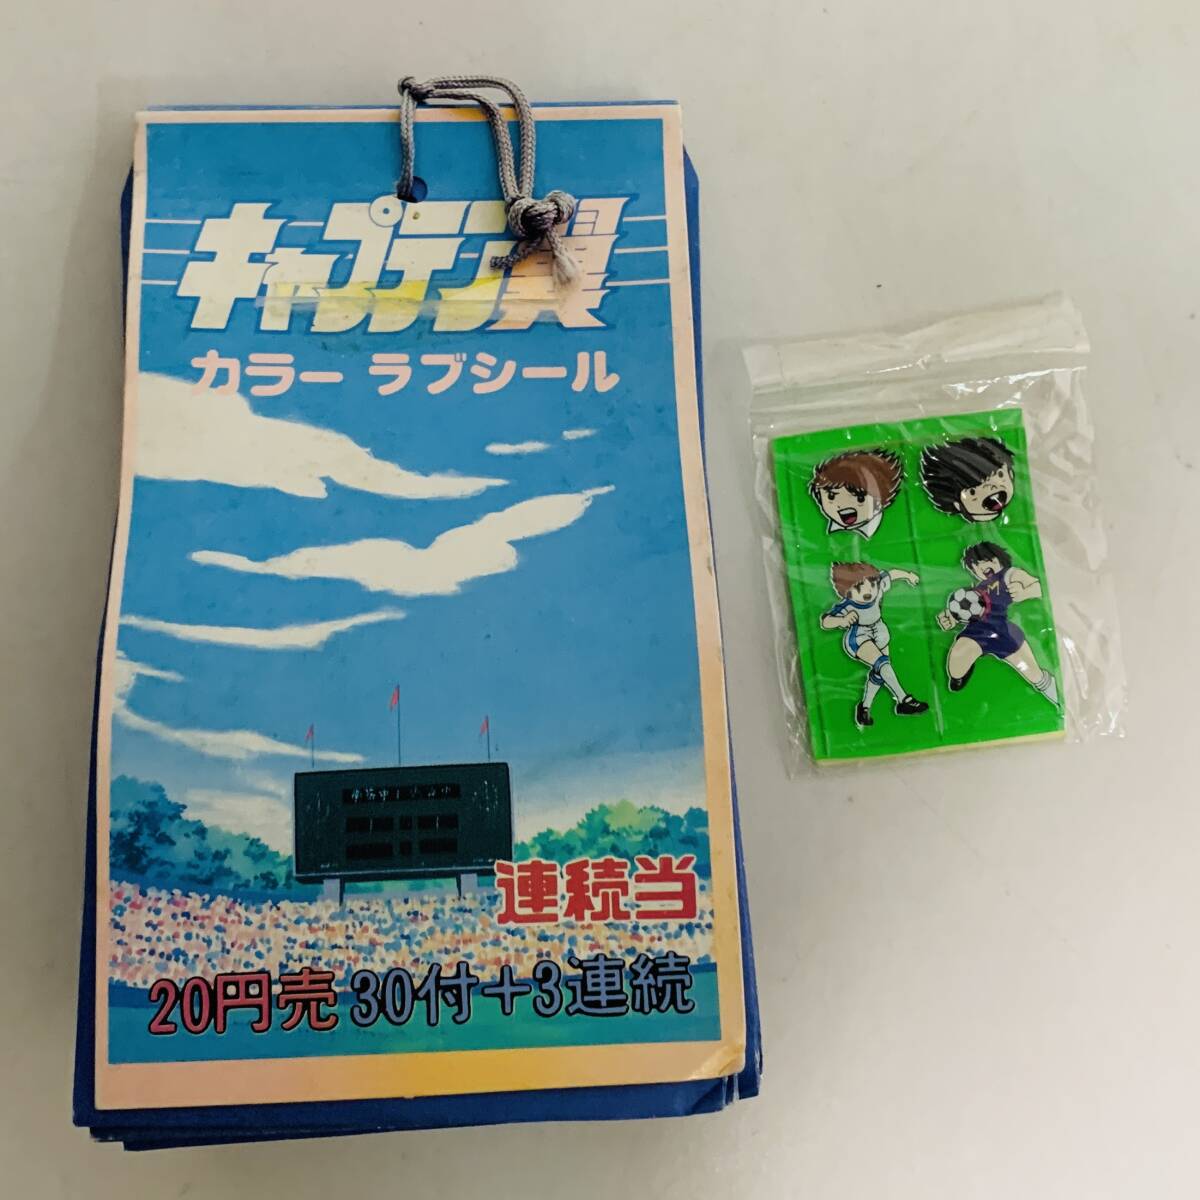 キャプテン翼
カラー ラブシール
連続当
20円売 30付+3連続
M